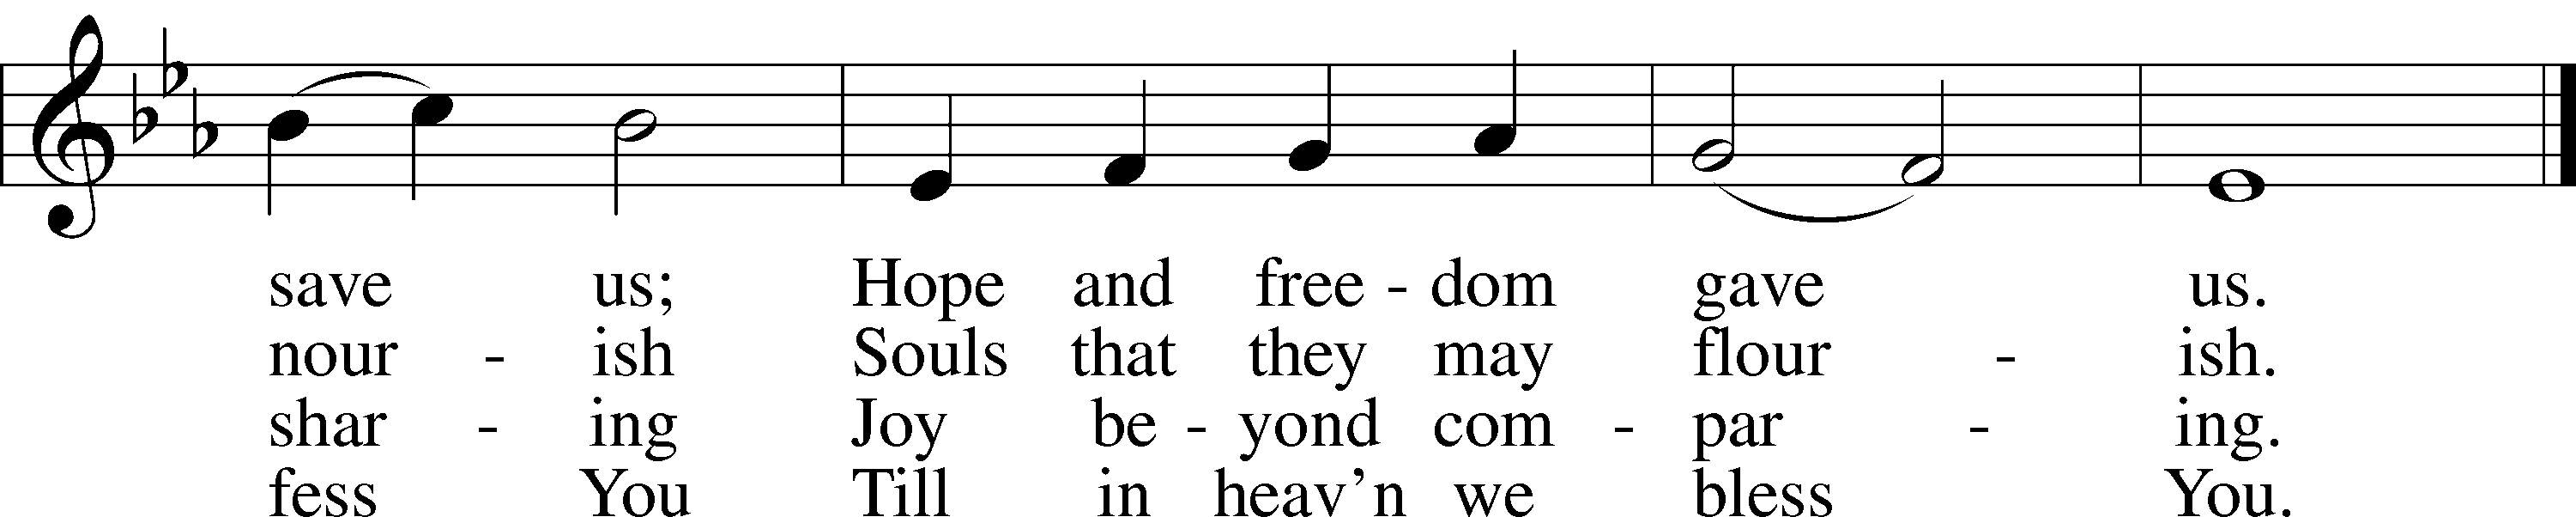 save us; Hope and free - dom gave us.
nour - ish Souls that they may flour - ish.
shar - ing Joy be - yond com - par - ing.
fess You Till in heav’n we bless You.